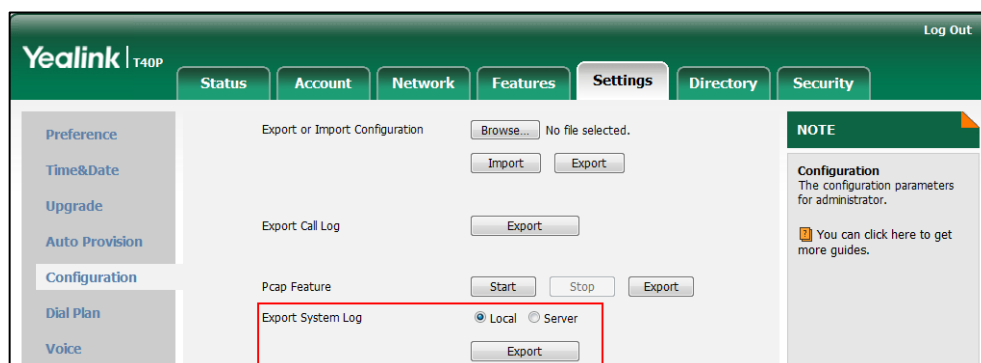 Log Out
Yealink T40P
Status Account Network Features Settings Directory Security
Preference
Time&Date
Upgrade
Auto Provision
Configuration
Dial Plan
Voice
Export or Import Configuration Browse... No file selected.
Import Export
Export Call Log Export
Pcap Feature Start Stop Export
Export System Log Local Server
Export
NOTE
Configuration
The configuration parameters
for administrator.
You can click here to get
more guides.